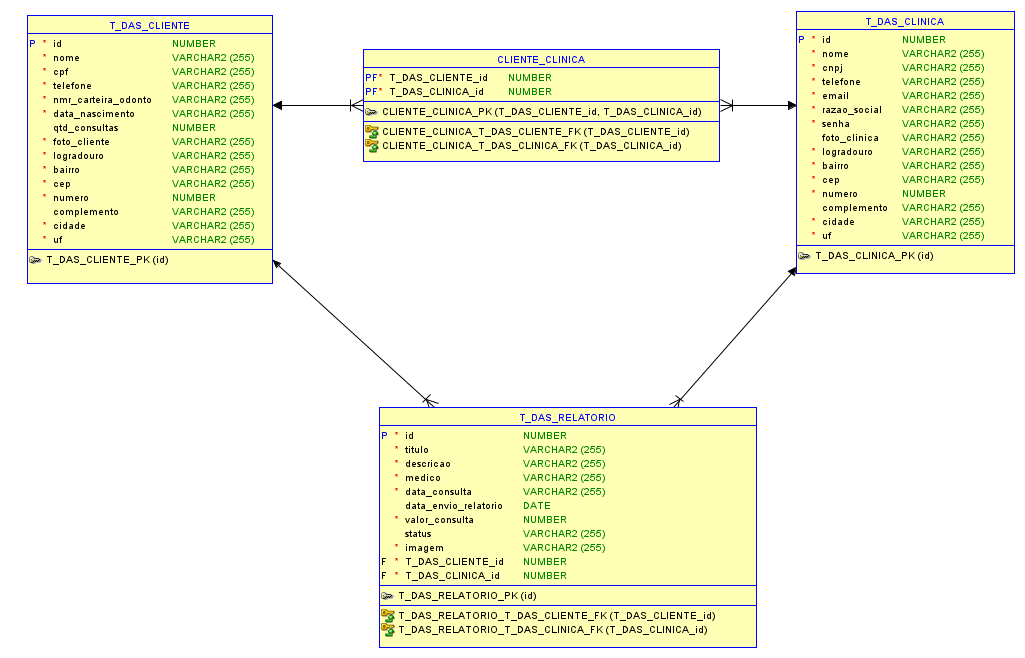 T_DAS_CLIENTE
P * id NUMBER
* nome VARCHAR2 (255)
* cpf VARCHAR2 (255)
* telefone VARCHAR2 (255)
* nmr_carteira_odonto VARCHAR2 (255)
* data_nascimento VARCHAR2 (255)
qtd_consultas NUMBER
* foto_cliente VARCHAR2 (255)
* logradouro VARCHAR2 (255)
* bairro VARCHAR2 (255)
* cep VARCHAR2 (255)
* numero NUMBER
complemento VARCHAR2 (255)
* cidade VARCHAR2 (255)
* uf VARCHAR2 (255)
T_DAS_CLIENTE_PK (id)
CLIENTE_CLINICA
PF* T_DAS_CLIENTE_id NUMBER
PF* T_DAS_CLINICA_id NUMBER
CLIENTE_CLINICA_PK (T_DAS_CLIENTE_id, T_DAS_CLINICA_id)
CLIENTE_CLINICA_T_DAS_CLIENTE_FK (T_DAS_CLIENTE_id)
CLIENTE_CLINICA_T_DAS_CLINICA_FK (T_DAS_CLINICA_id)
T_DAS_CLINICA
P * id NUMBER
* nome VARCHAR2 (255)
* cnpj VARCHAR2 (255)
* telefone VARCHAR2 (255)
* email VARCHAR2 (255)
* razao_social VARCHAR2 (255)
* senha VARCHAR2 (255)
foto_clinica VARCHAR2 (255)
* logradouro VARCHAR2 (255)
* bairro VARCHAR2 (255)
* cep VARCHAR2 (255)
* numero NUMBER
complemento VARCHAR2 (255)
* cidade VARCHAR2 (255)
* uf VARCHAR2 (255)
T_DAS_CLINICA_PK (id)
T_DAS_RELATORIO
P * id NUMBER
* titulo VARCHAR2 (255)
* descricao VARCHAR2 (255)
* medico VARCHAR2 (255)
* data_consulta VARCHAR2 (255)
data_envio_relatorio DATE
* valor_consulta NUMBER
status VARCHAR2 (255)
* imagem VARCHAR2 (255)
F * T_DAS_CLIENTE_id NUMBER
F * T_DAS_CLINICA_id NUMBER
T_DAS_RELATORIO_PK (id)
T_DAS_RELATORIO_T_DAS_CLIENTE_FK (T_DAS_CLIENTE_id)
T_DAS_RELATORIO_T_DAS_CLINICA_FK (T_DAS_CLINICA_id)